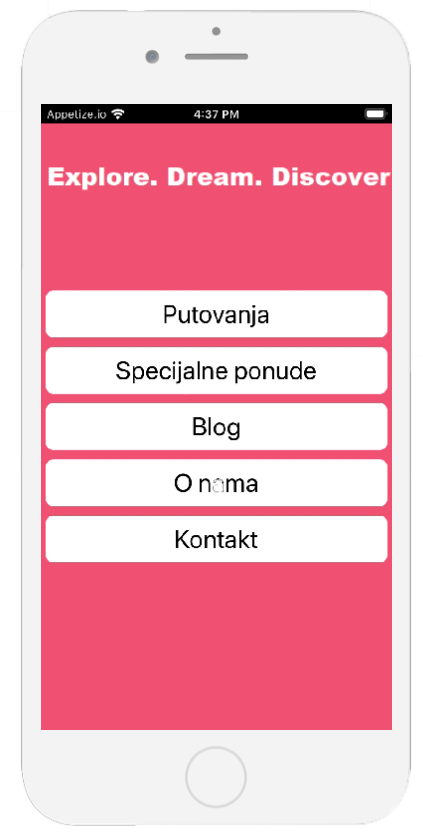 Appetize.io 4:37 PM
Explore. Dream. Discover
Putovanja
Specijalne ponude
Blog
O nama
Kontakt